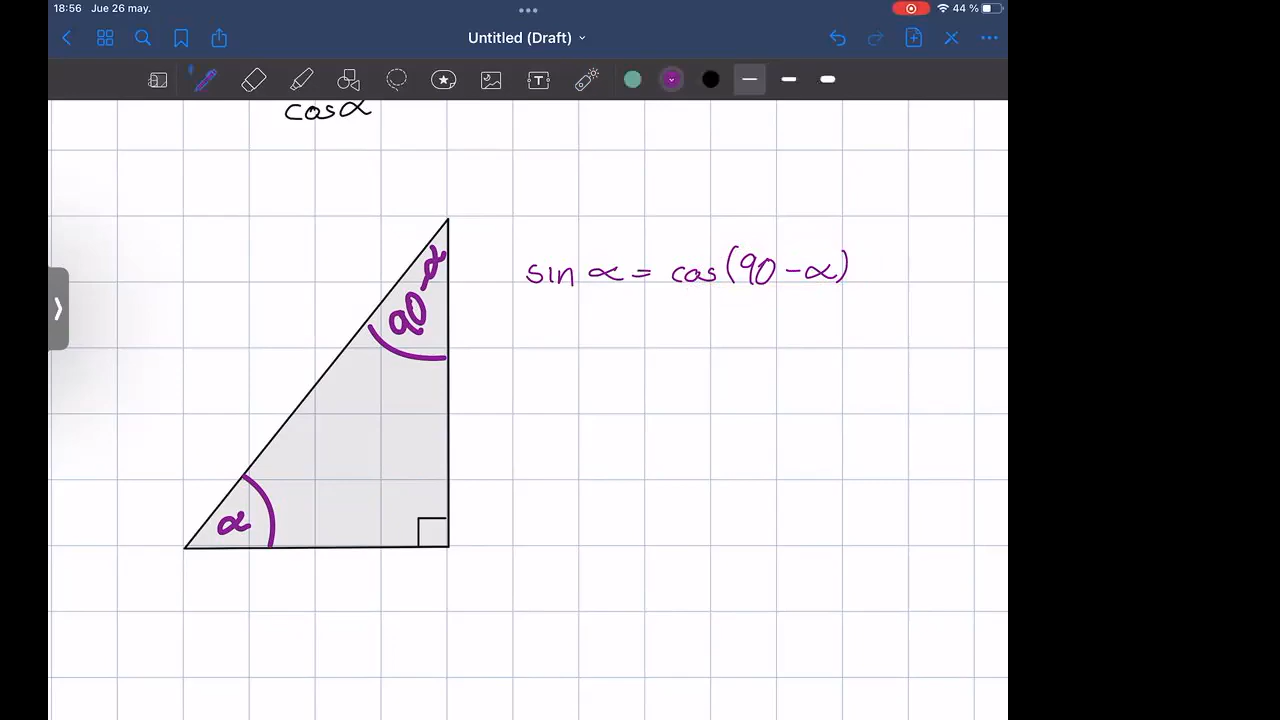 18:56 Jue 26 may. 44 %
Untitled (Draft)
T
cosα
90-α
sin α = cos(90-α)
α